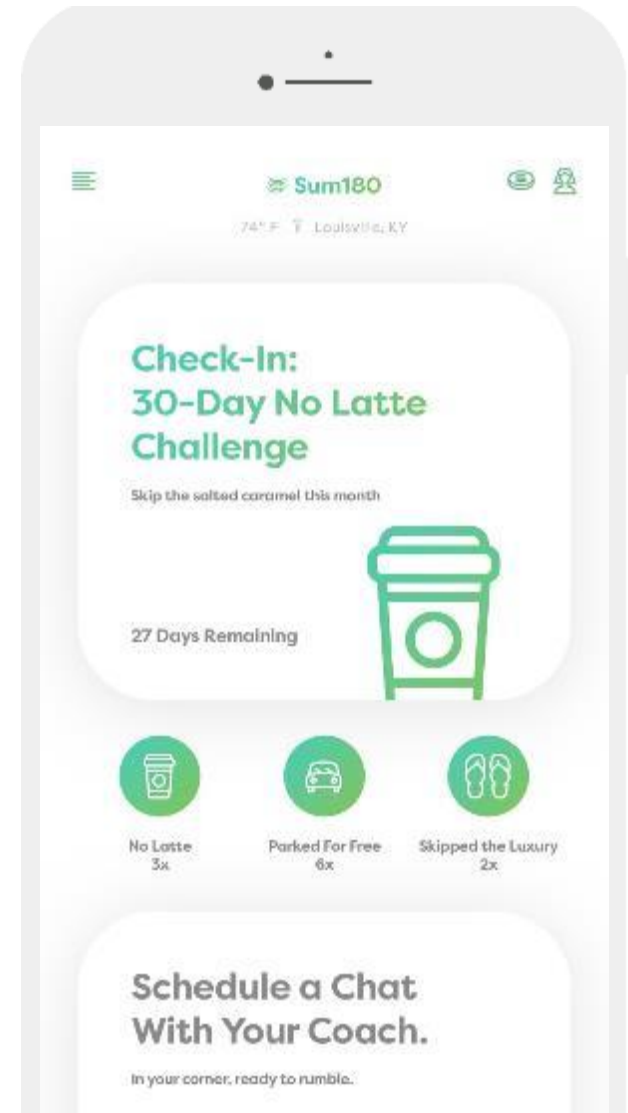 Sum180
74° F Louisville, KY
Check-In:
30-Day No Latte
Challenge
Skip the salted caramel this month
27 Days Remaining
No Latte
3x
Parked For Free
6x
Skipped the Luxury
2x
Schedule a Chat
With Your Coach.
In your corner, ready to rumble.